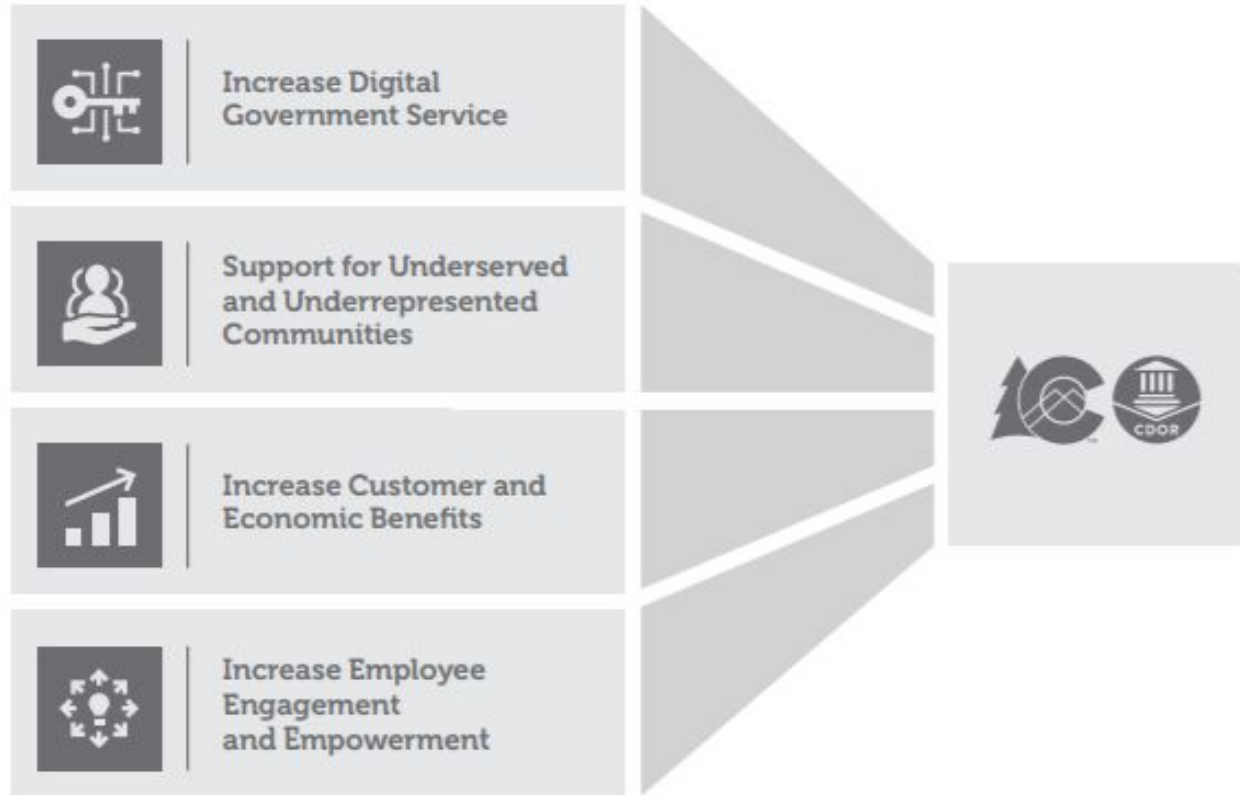 Increase Digital
Government Service
Support for Underserved
and Underrepresented
Communities
Increase Customer and
Economic Benefits
Increase Employee
Engagement
and Empowerment
C
TM
CDOR